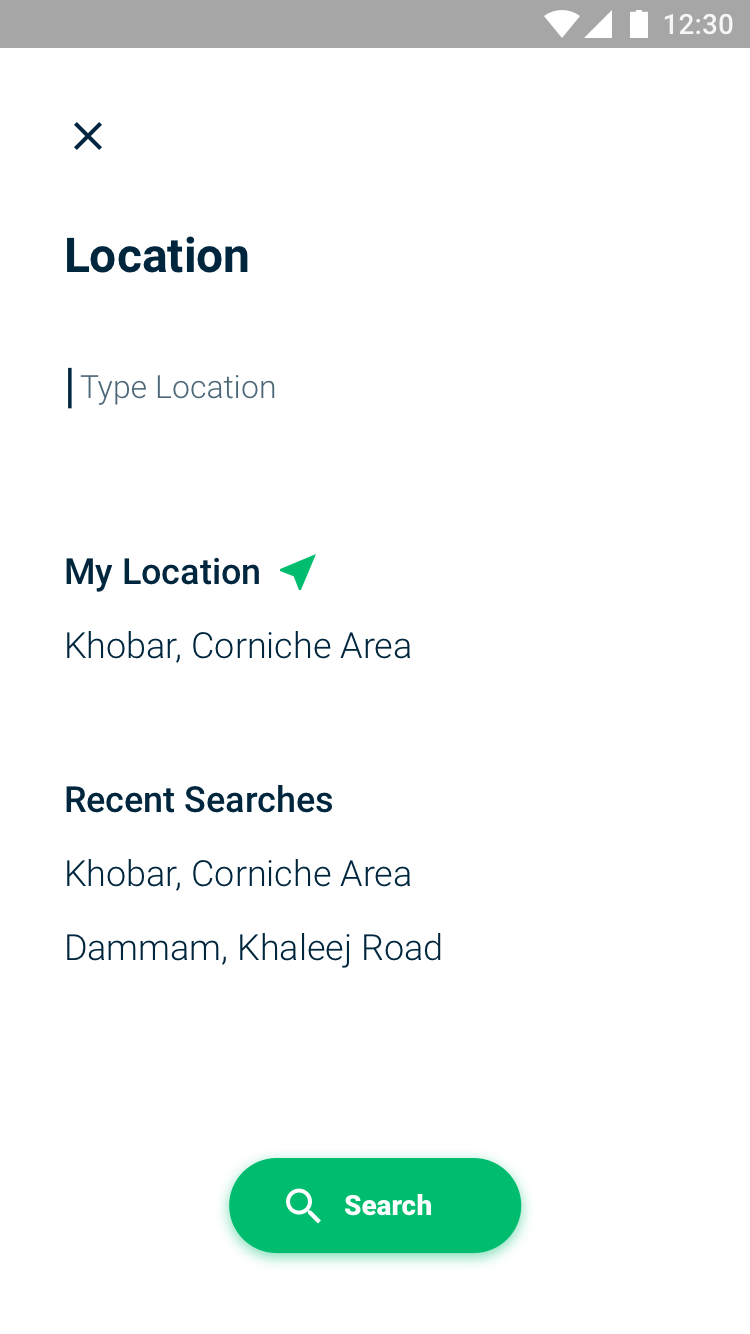 12:30
Location
Type Location
My Location
Khobar, Corniche Area
Recent Searches
Khobar, Corniche Area
Dammam, Khaleej Road
Search